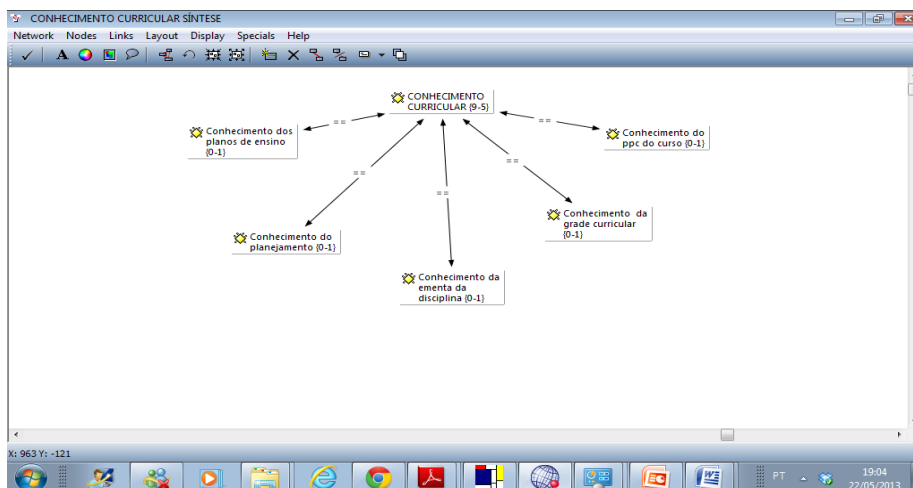 CONHECIMENTO CURRICULAR SÍNTESE
Network Nodes Links Layout Display Specials Help
CONHECIMENTO
CURRICULAR {9-5}
==
==
Conhecimento dos
planos de ensino
{0-1}
Conhecimento do
ppc do curso {0-1}
==
==
==
Conhecimento da
grade curricular
{0-1}
Conhecimento do
planejamento {0-1}
Conhecimento da
ementa da
disciplina {0-1}
X: 963 Y: -121
PT
19:04
22/05/2013